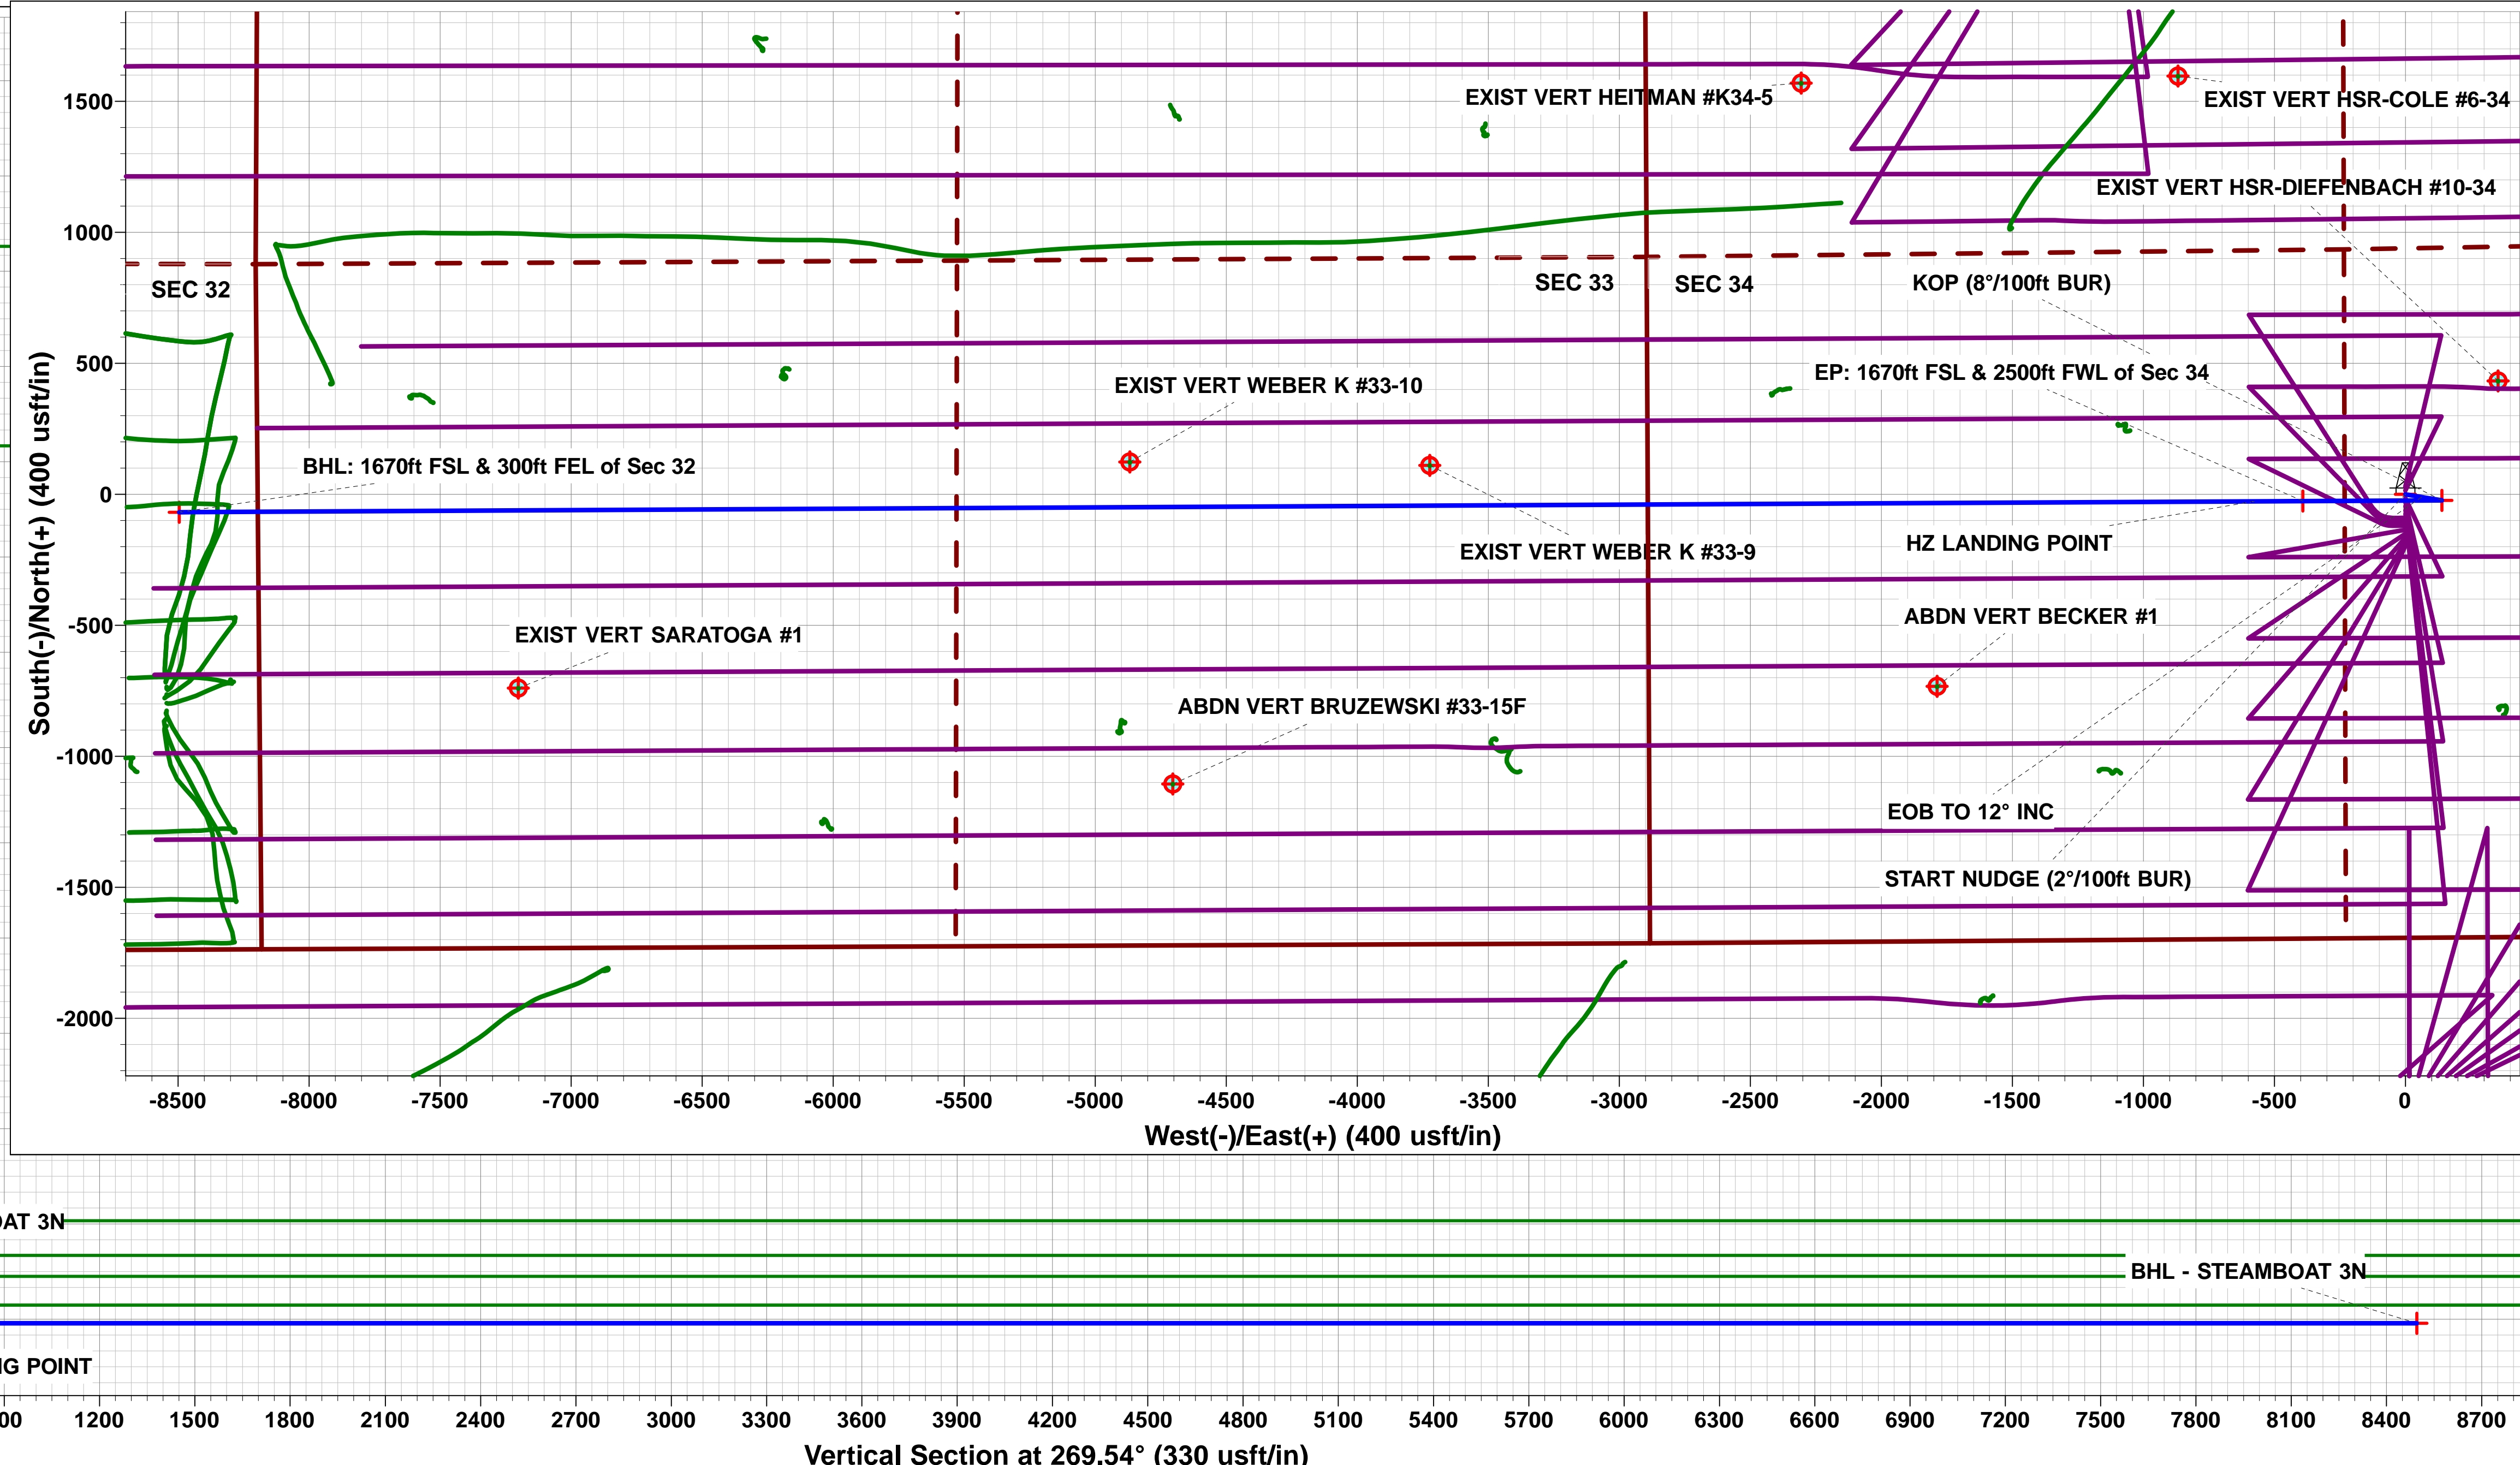 EXIST VERT HEITMAN #K34-5
EXIST VERT HSR-COLE #6-34
EXIST VERT HSR-DIEFENBACH #10-34
SEC 32
SEC 33
SEC 34
KOP (8°/100ft BUR)
EP: 1670ft FSL & 2500ft FWL of Sec 34
EXIST VERT WEBER K #33-10
BHL: 1670ft FSL & 300ft FEL of Sec 32
HZ LANDING POINT
EXIST VERT WEBER K #33-9
ABDN VERT BECKER #1
EXIST VERT SARATOGA #1
ABDN VERT BRUZEWSKI #33-15F
EOB TO 12° INC
START NUDGE (2°/100ft BUR)
South(-)/North(+) (400 usft/in)
1500
1000
500
0
-500
-1000
-1500
-2000
-8500 -8000 -7500 -7000 -6500 -6000 -5500 -5000 -4500 -4000 -3500 -3000 -2500 -2000 -1500 -1000 -500 0
West(-)/East(+) (400 usft/in)
OAT 3N
BHL - STEAMBOAT 3N
NG POINT
00 1200 1500 1800 2100 2400 2700 3000 3300 3600 3900 4200 4500 4800 5100 5400 5700 6000 6300 6600 6900 7200 7500 7800 8100 8400 8700
Vertical Section at 269.54° (330 usft/in)